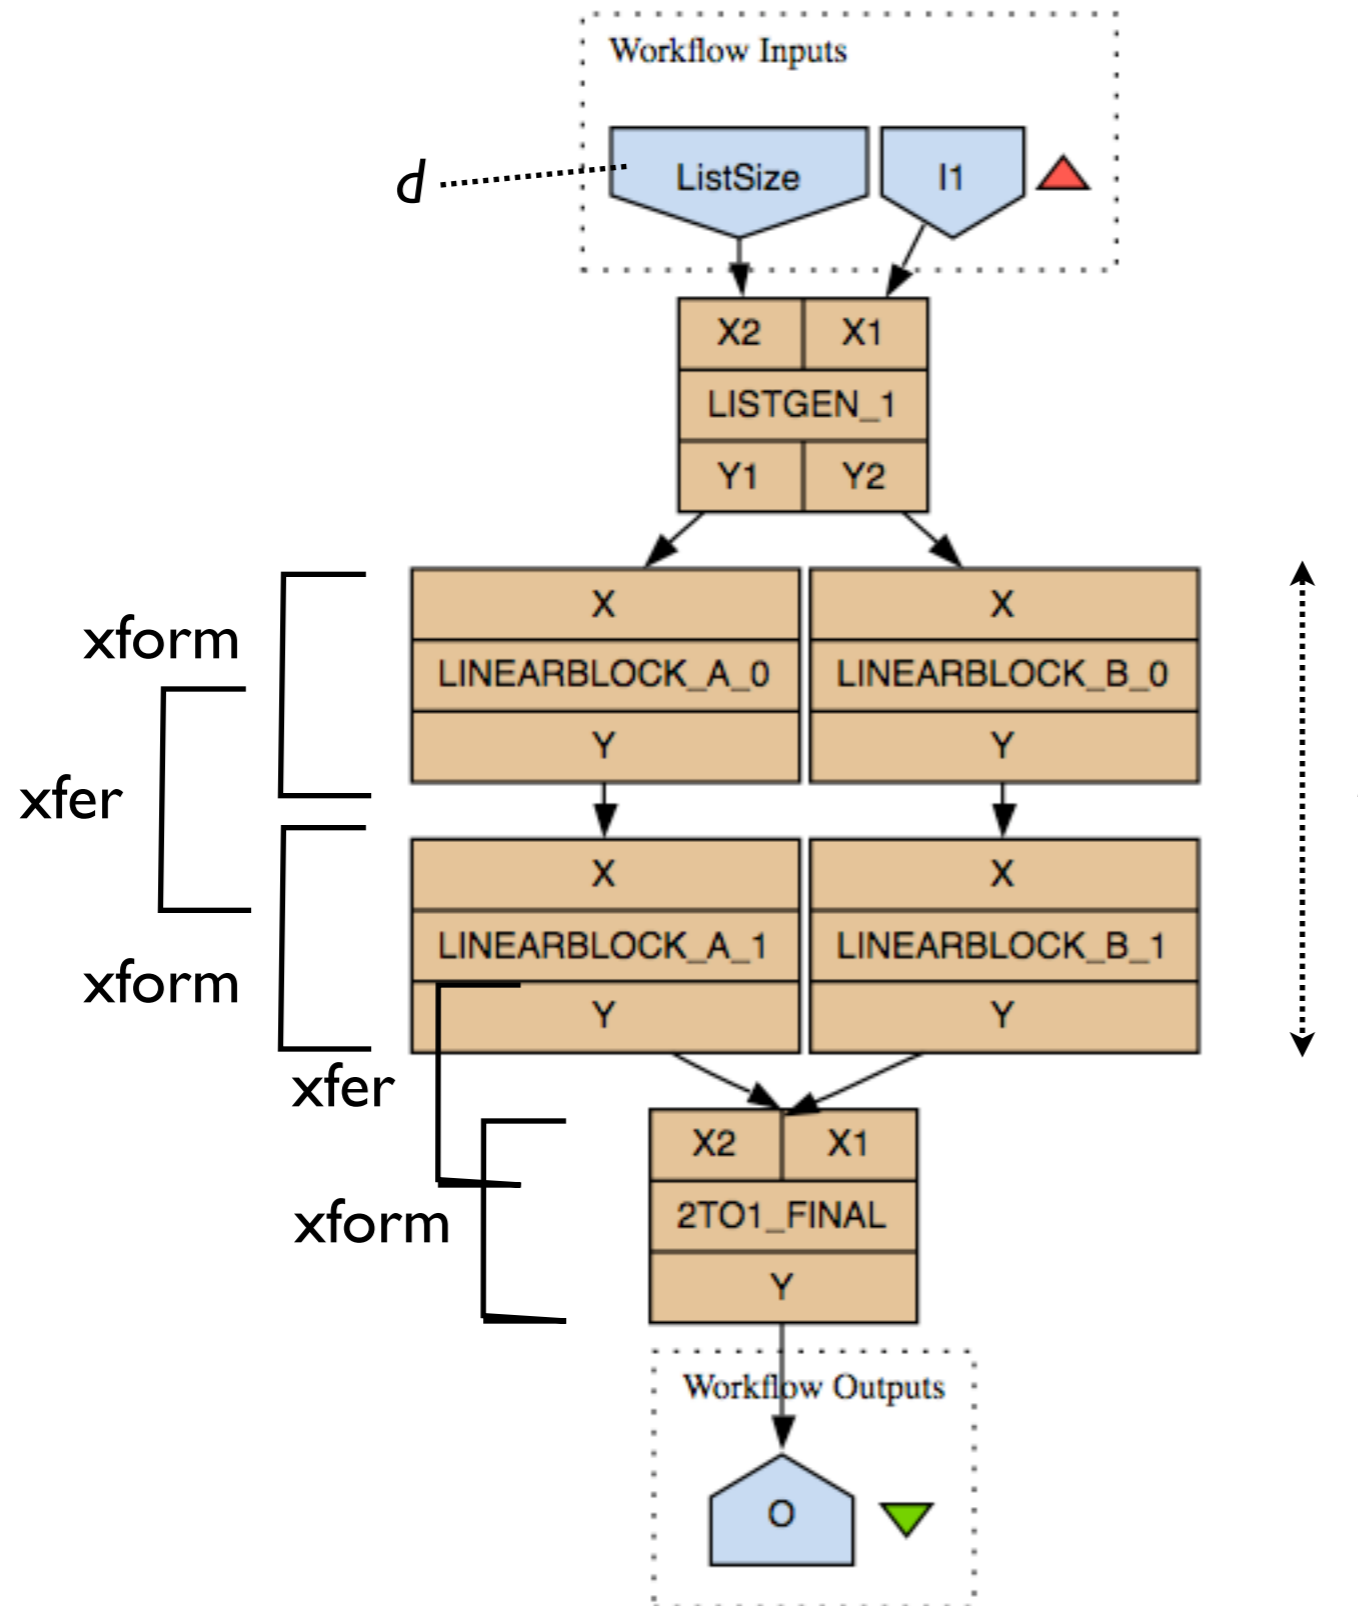 Workflow Inputs
d
ListSize
I1
X2
X1
LISTGEN_1
Y1
Y2
X
X
xform
LINEARBLOCK_A_0
LINEARBLOCK_B_0
Y
Y
xfer
X
X
LINEARBLOCK_A_1
LINEARBLOCK_B_1
xform
Y
Y
xfer
X2
X1
2TO1_FINAL
xform
Y
Workflow Outputs
O